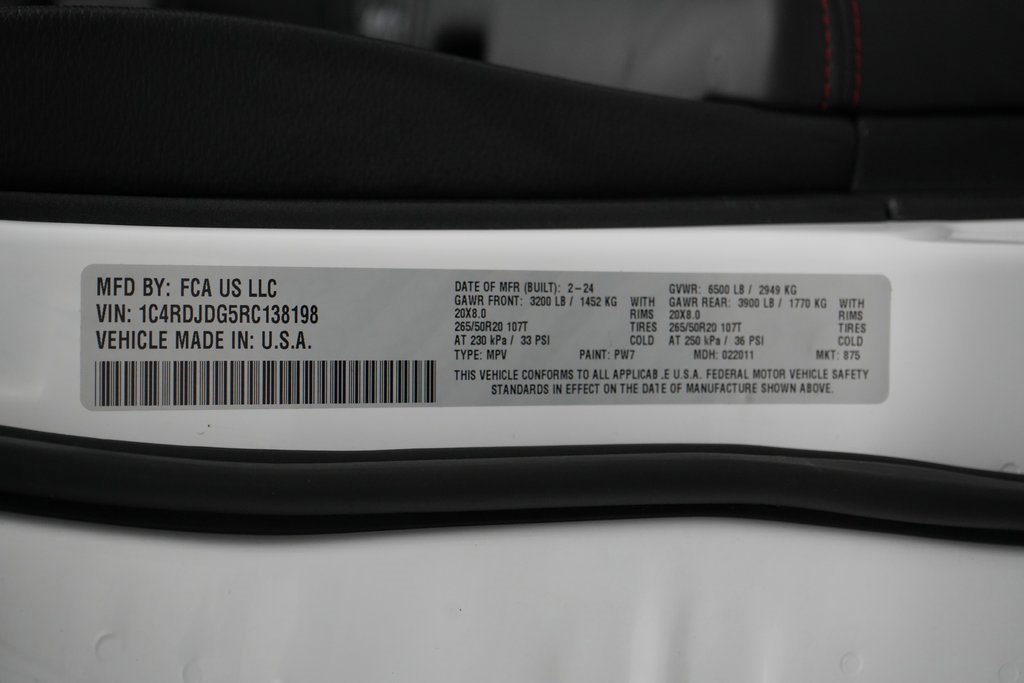 MFD BY: FCA US LLC
VIN: 1C4RDJDG5RC138198
VEHICLE MADE IN: U.S.A.
DATE OF MFR (BUILT): 2-24 GVWR: 6500 LB / 2949 KG
GAWR FRONT: 3200 LB / 1452 KG WITH GAWR REAR: 3900 LB / 1770 KG WITH
20X8.0 RIMS 20X8.0 RIMS
265/50R20 107T TIRES 265/50R20 107T TIRES
AT 230 kPa / 33 PSI COLD AT 250 kPa / 36 PSI COLD
TYPE: MPV PAINT: PW7 MDH: 022011 MKT: 875
THIS VEHICLE CONFORMS TO ALL APPLICAB .E U.S.A. FEDERAL MOTOR VEHICLE SAFETY
STANDARDS IN EFFECT ON THE DATE OF MANUFACTURE SHOWN ABOVE.